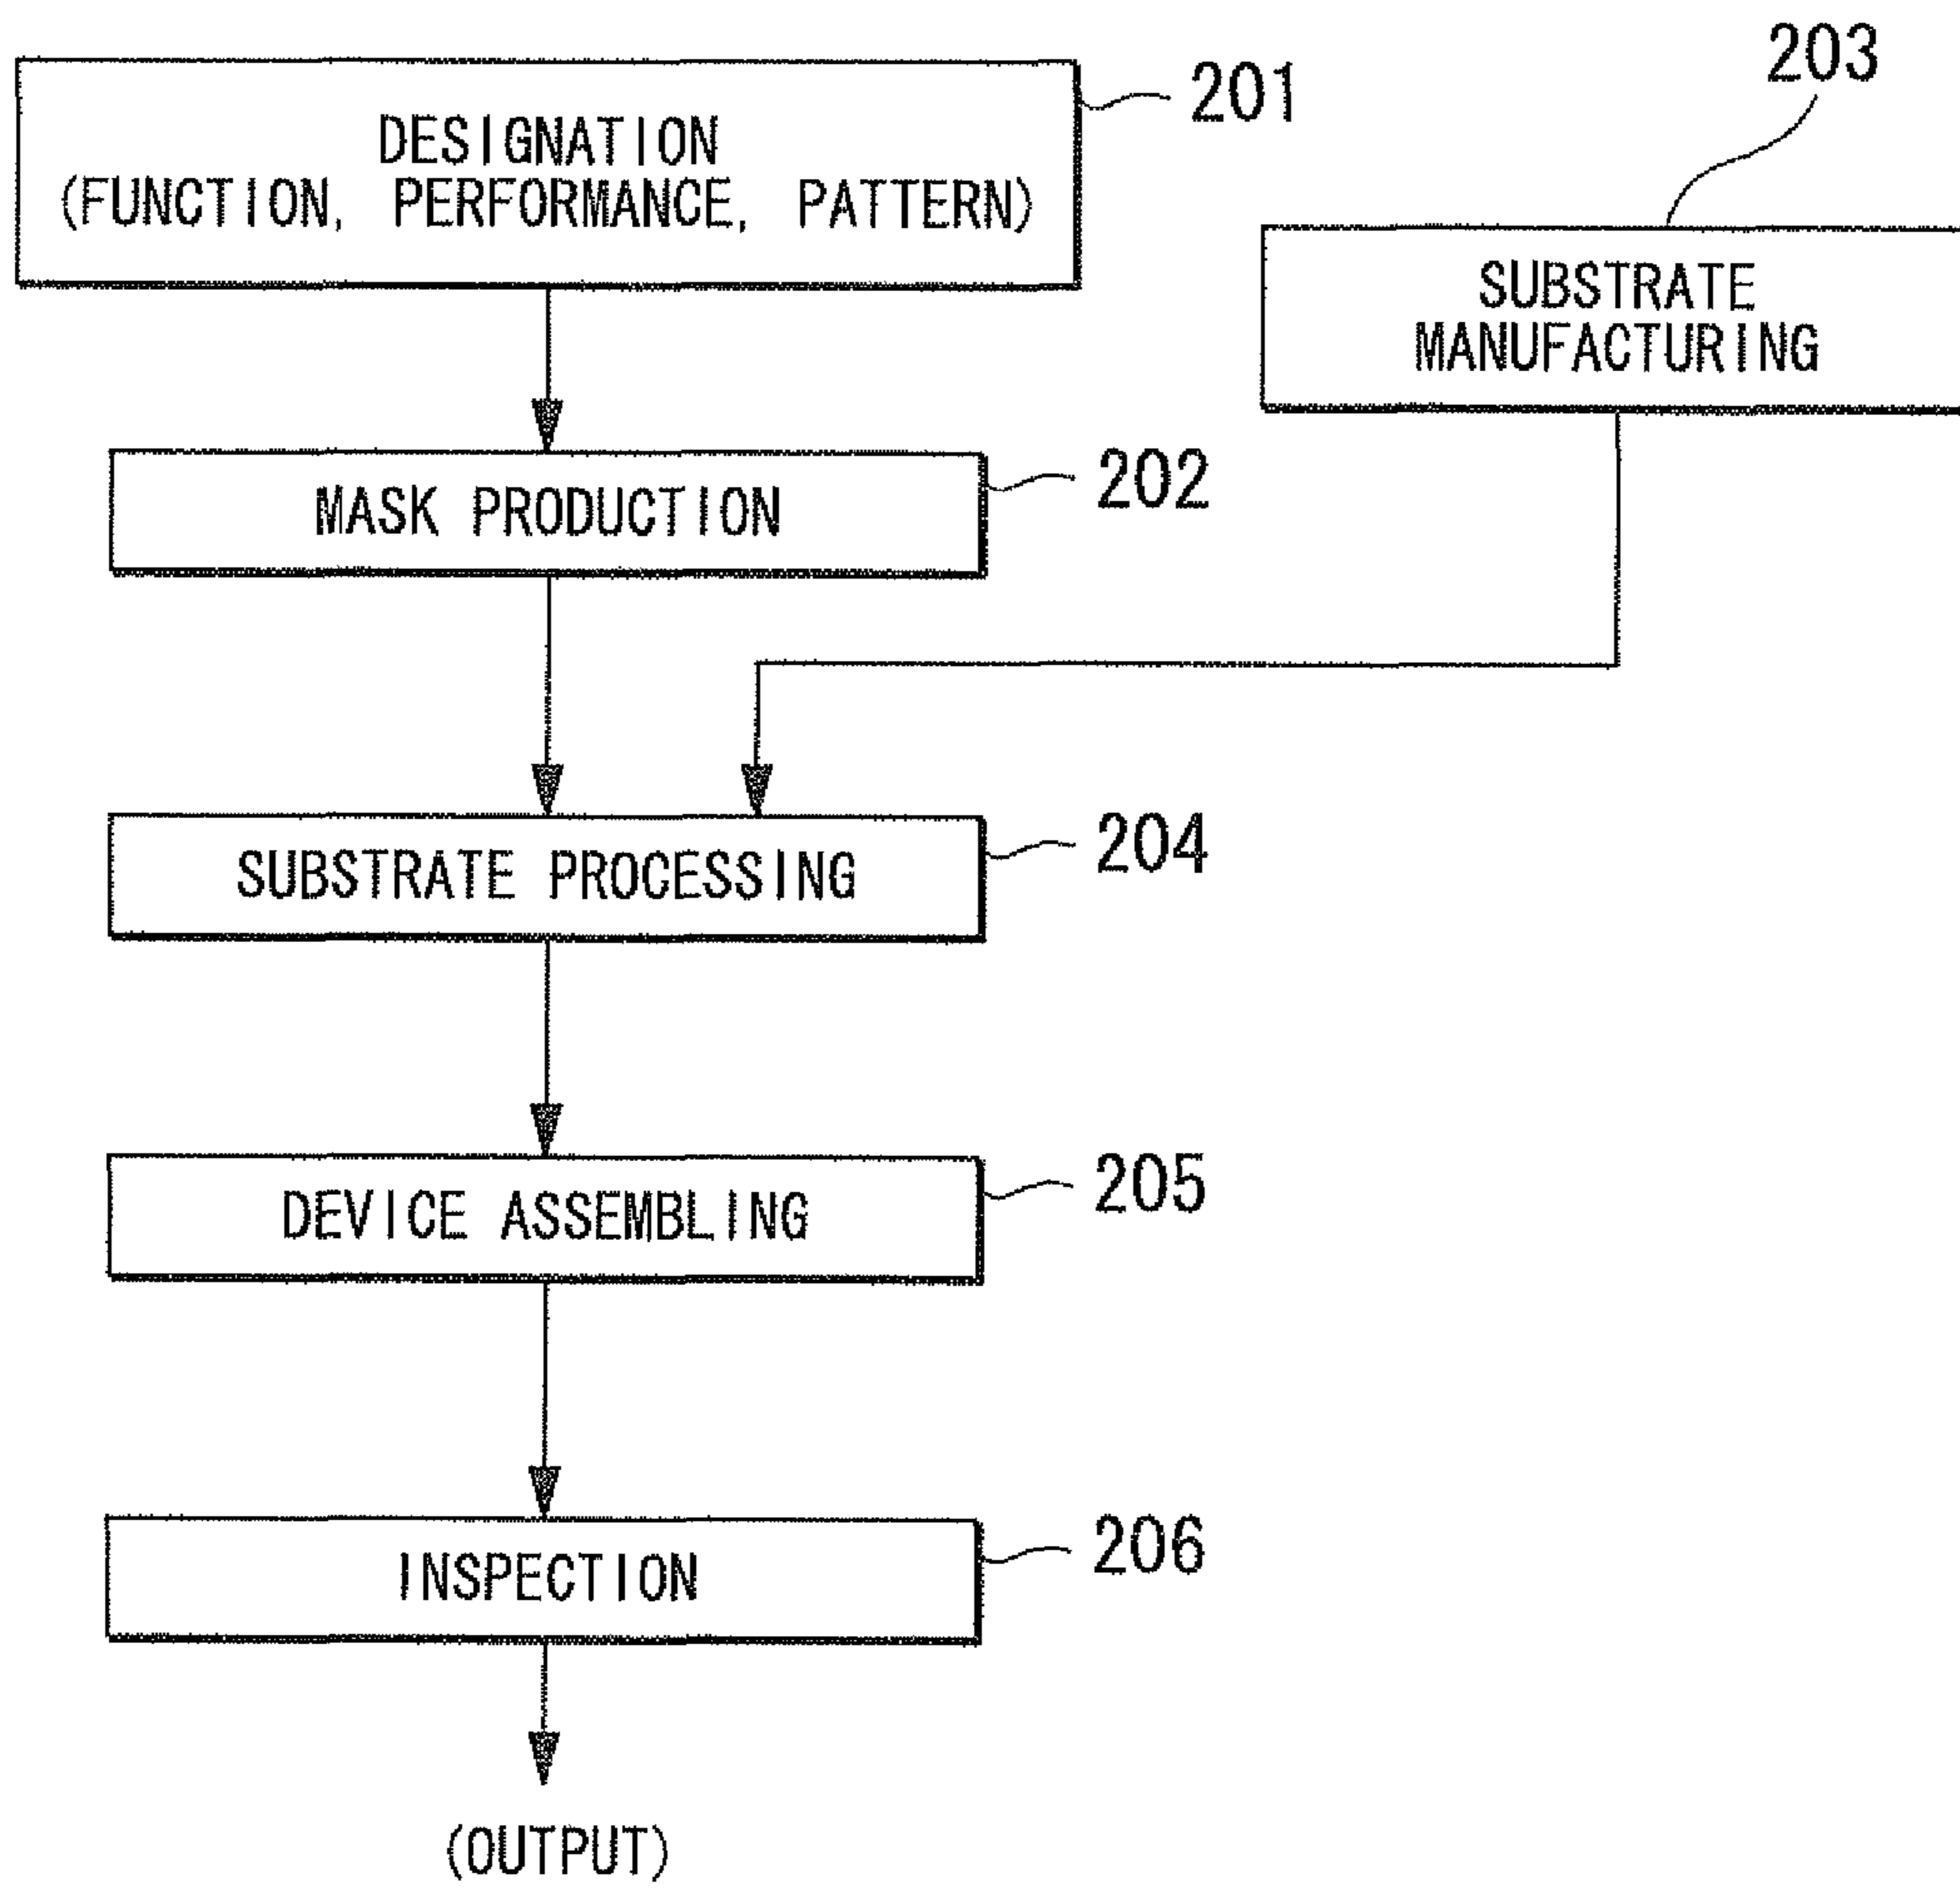 201
DESIGNATION
(FUNCTION, PERFORMANCE, PATTERN)
203
SUBSTRATE
MANUFACTURING
202
MASK PRODUCTION
204
SUBSTRATE PROCESSING
205
DEVICE ASSEMBLING
206
INSPECTION
(OUTPUT)